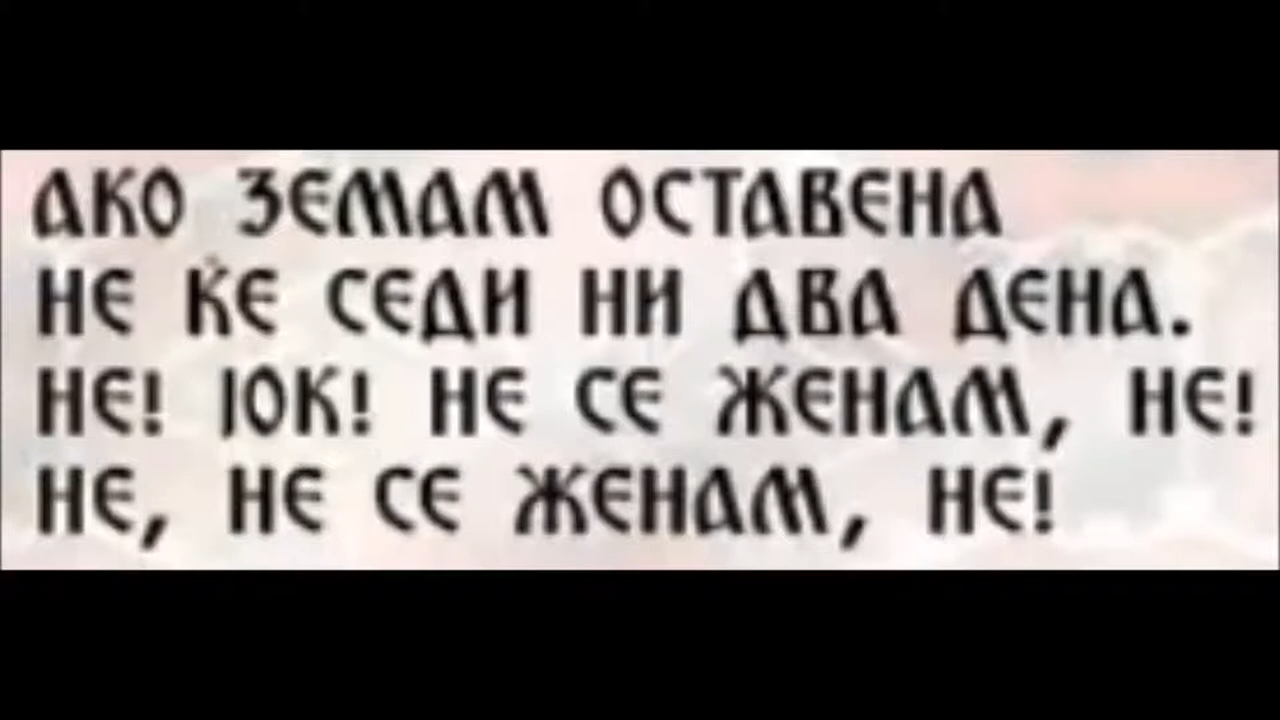 АКО ЗЕМАМ ОСТАВЕНА
НЕ ЌЕ СЕДИ НИ ДВА ДЕНА.
НЕ! ЈОК! НЕ СЕ ЖЕНАМ, НЕ!
НЕ, НЕ СЕ ЖЕНАМ, НЕ!